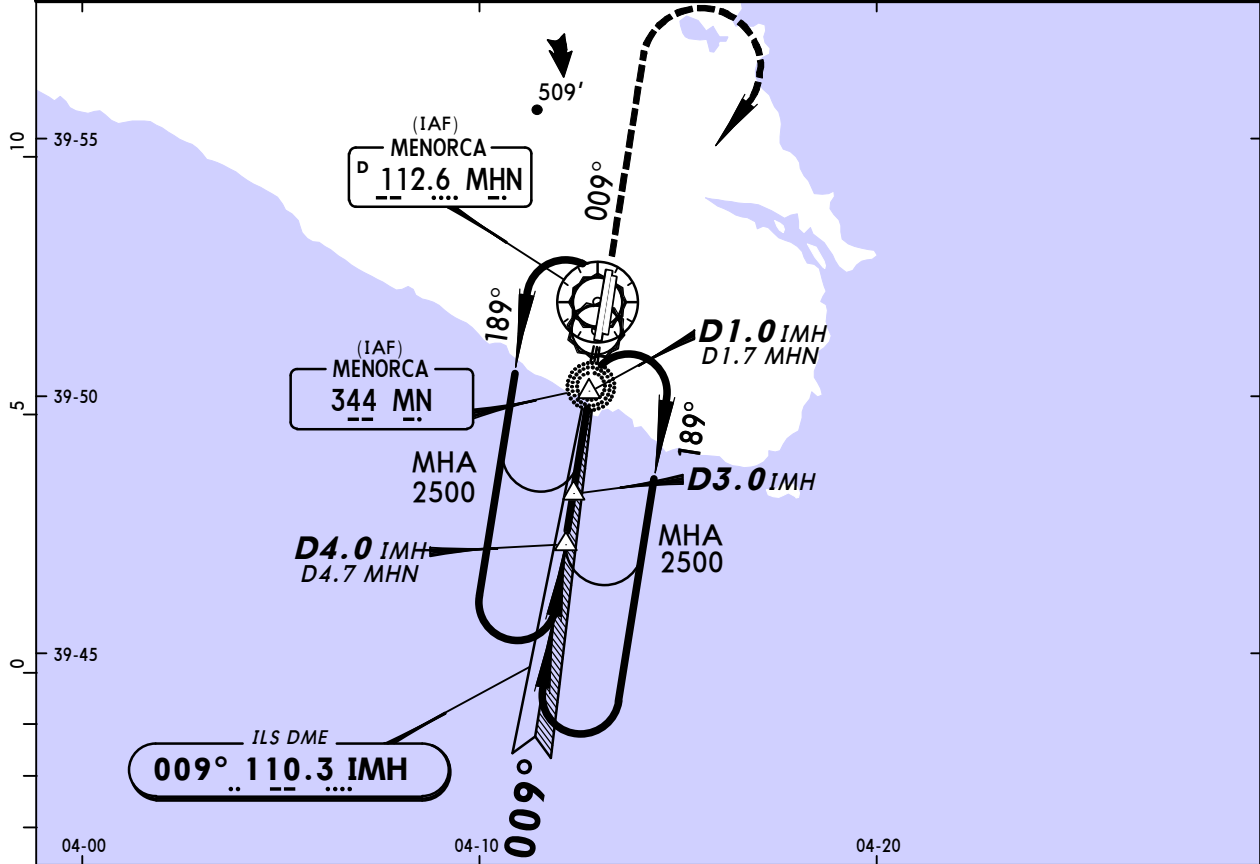 509'
10
39-55
(IAF)
MENORCA
D 112.6 MHN
009°
189°
D1.0 IMH
D1.7 MHN
(IAF)
MENORCA
344 MN
5
39-50
189°
MHA
2500
D3.0 IMH
D4.0 IMH
D4.7 MHN
MHA
2500
0
39-45
ILS DME
009° 110.3 IMH
009°
04-00
04-10
04-20